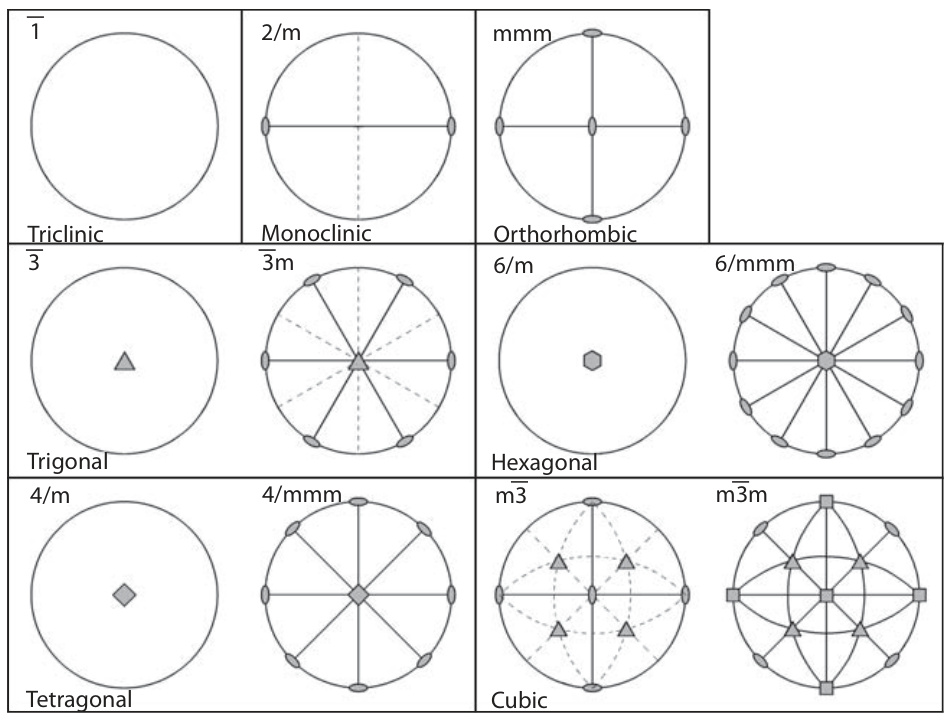 1̅
2/m
mmm
Triclinic
Monoclinic
Orthorhombic
3̅
3̅m
6/m
6/mmm
Trigonal
Hexagonal
4/m
4/mmm
m3̅
m3̅m
Tetragonal
Cubic